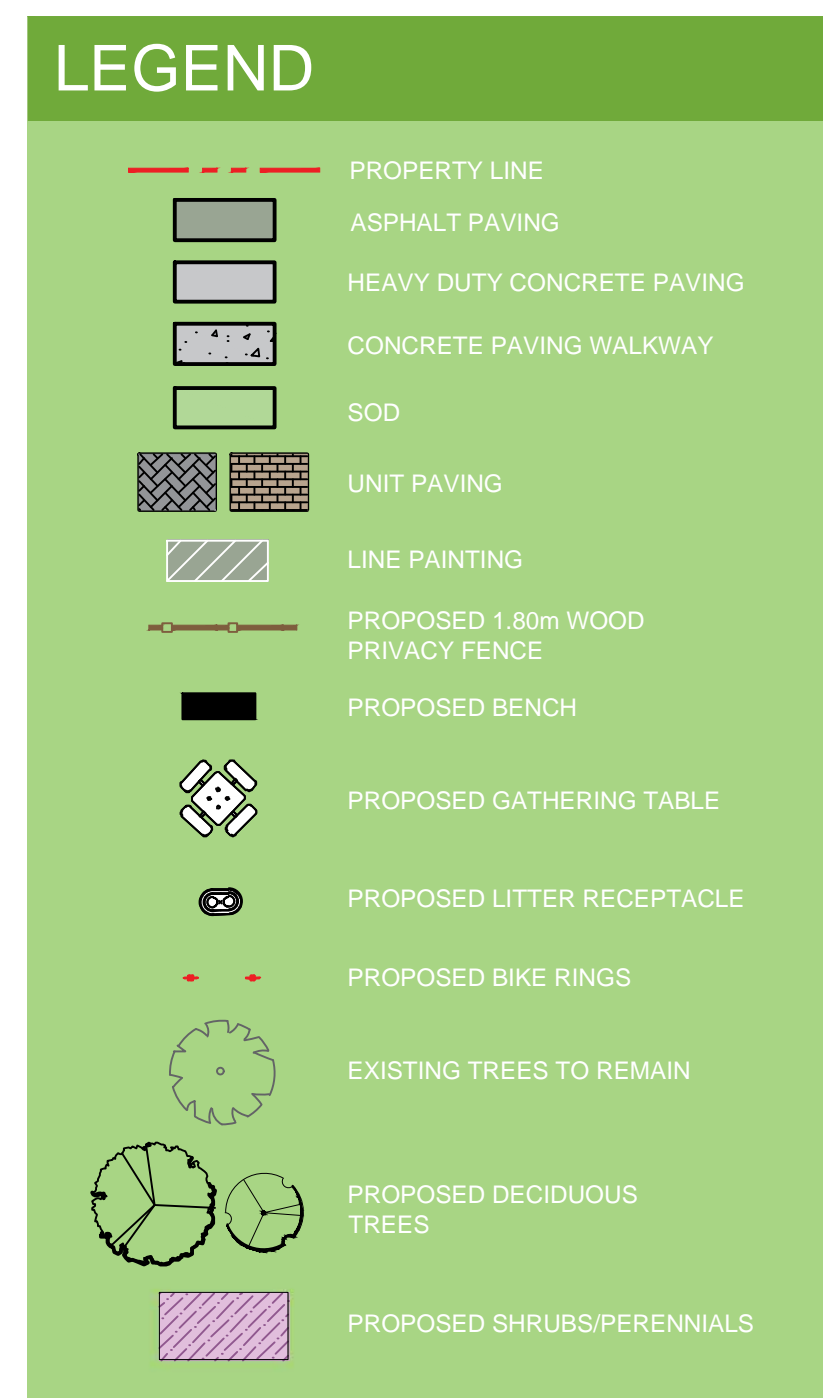 LEGEND
PROPERTY LINE
ASPHALT PAVING
HEAVY DUTY CONCRETE PAVING
CONCRETE PAVING WALKWAY
SOD
UNIT PAVING
LINE PAINTING
PROPOSED 1.80m WOOD
PRIVACY FENCE
PROPOSED BENCH
PROPOSED GATHERING TABLE
PROPOSED LITTER RECEPTACLE
PROPOSED BIKE RINGS
EXISTING TREES TO REMAIN
PROPOSED DECIDUOUS
TREES
PROPOSED SHRUBS/PERENNIALS